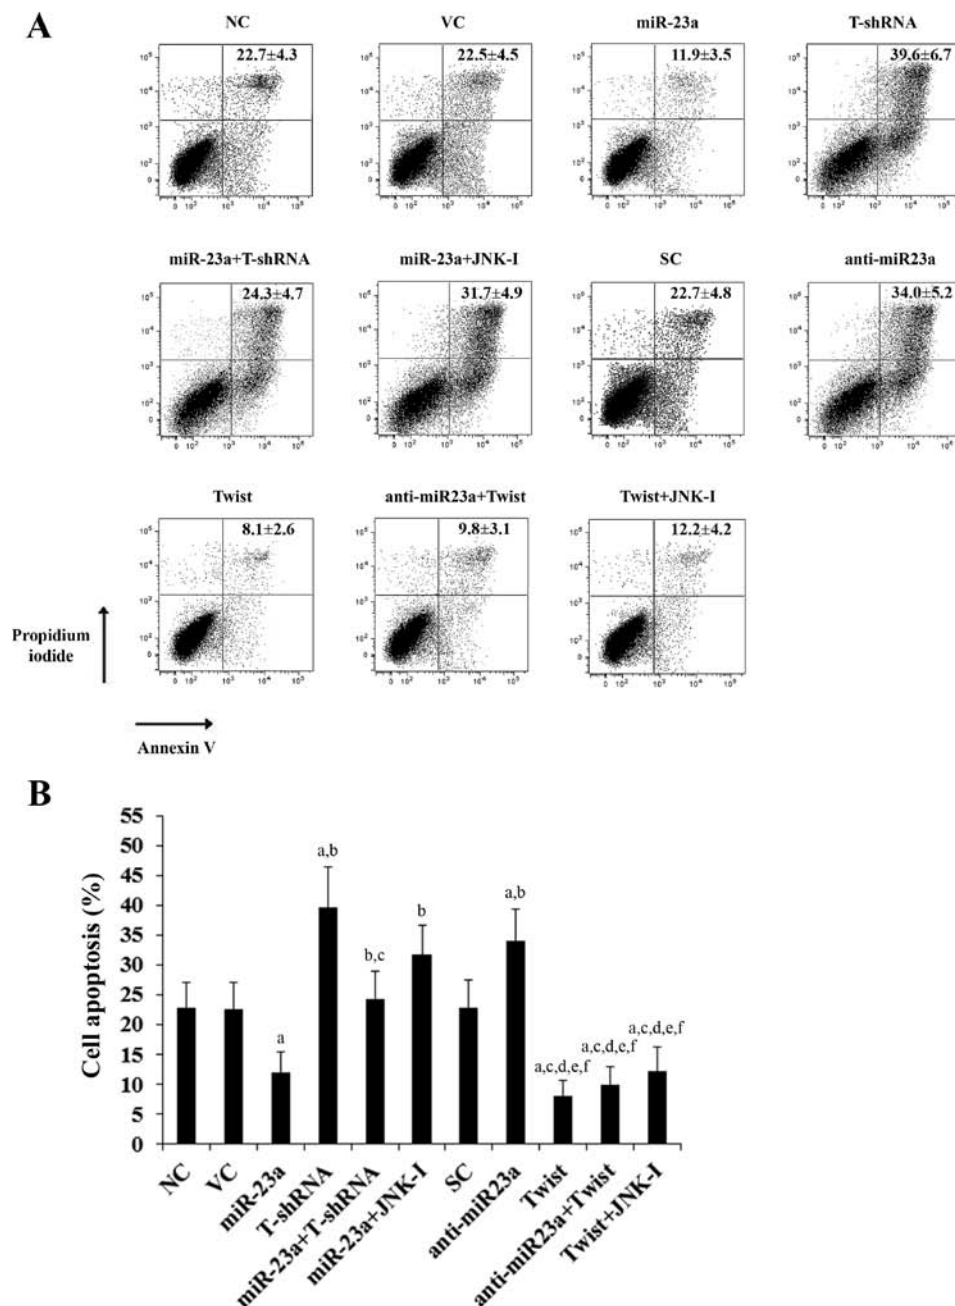 A
NC
VC
miR-23a
T-shRNA
22.7±4.3
22.5±4.5
11.9±3.5
39.6±6.7
miR-23a+T-shRNA
miR-23a+JNK-I
SC
anti-miR23a
24.3±4.7
31.7±4.9
22.7±4.8
34.0±5.2
Twist
anti-miR23a+Twist
Twist+JNK-I
8.1±2.6
9.8±3.1
12.2±4.2
Propidium
iodide
Annexin V
B
Cell apoptosis (%)
55
50
45
40
35
30
25
20
15
10
5
0
a
a,b
b,c
b
a,b
a,c,d,e,f
a,c,d,e,f
a,c,d,e,f
NC
VC
miR-23a
T-shRNA
miR-23a+T-shRNA
miR-23a+JNK-I
SC
anti-miR23a
Twist
anti-miR23a+Twist
Twist+JNK-I